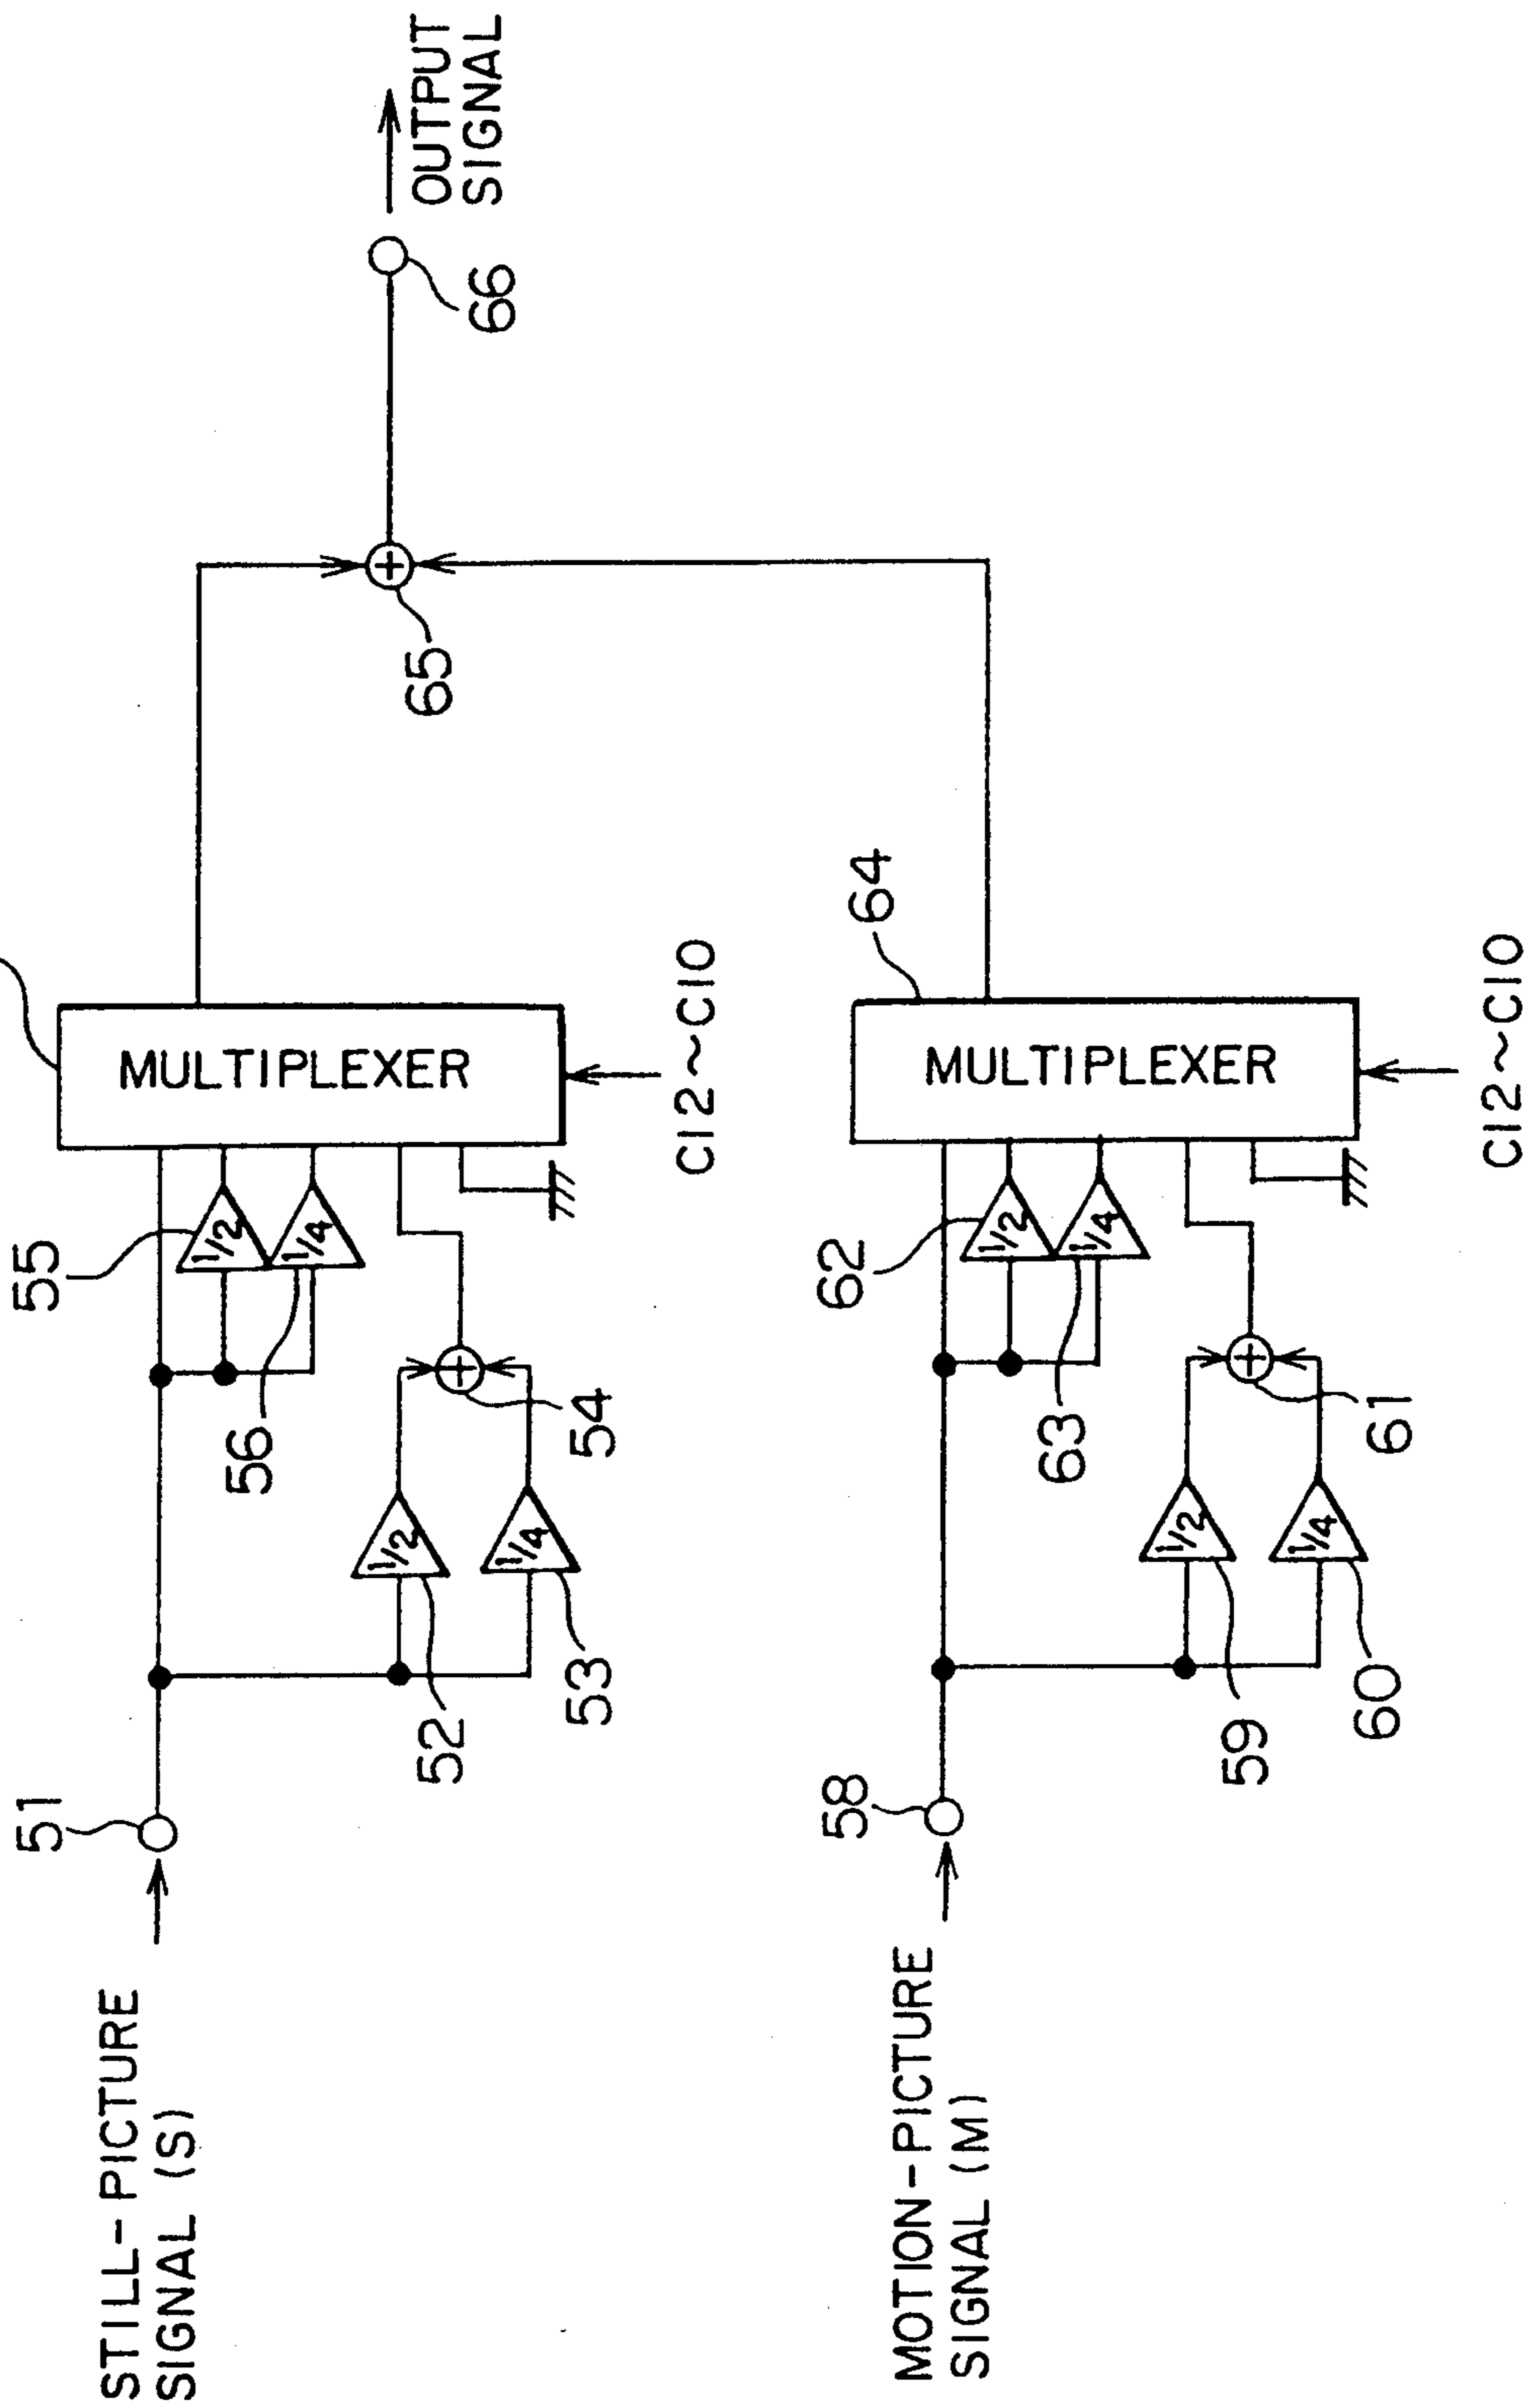 STILL-PICTURE
SIGNAL (S)
51
52
53
54
55
1/2
1/4
56
1/2
1/4
MULTIPLEXER
C12~C10
MOTION-PICTURE
SIGNAL (M)
58
59
60
61
62
1/2
1/4
63
1/2
1/4
MULTIPLEXER
64
C12~C10
65
66
OUTPUT
SIGNAL